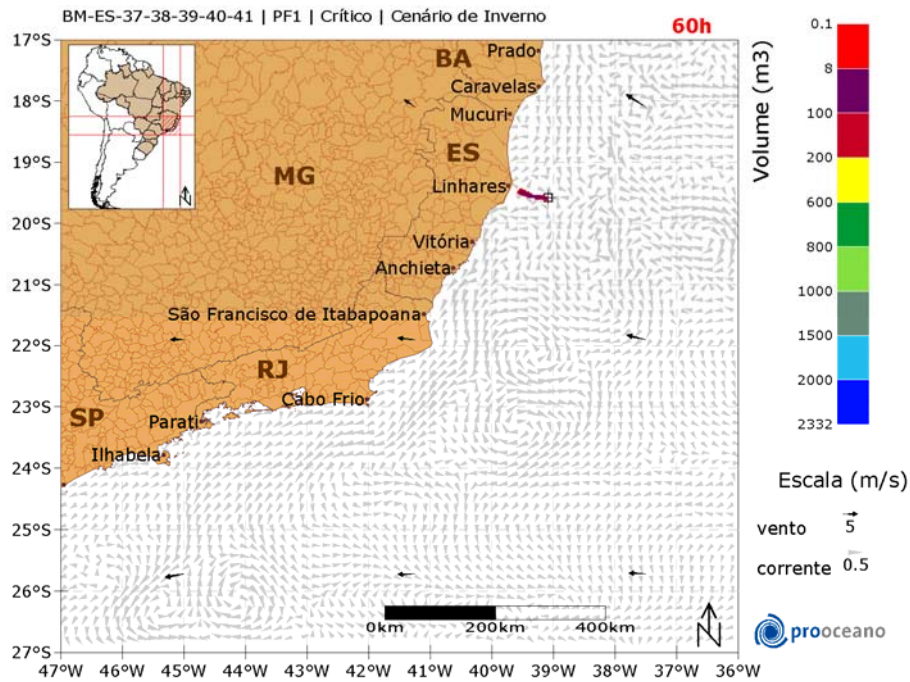 BM-ES-37-38-39-40-41 | PF1 | Crítico | Cenário de Inverno
60h
17°S
18°S
19°S
20°S
21°S
22°S
23°S
24°S
25°S
26°S
27°S
47°W
46°W
45°W
44°W
43°W
42°W
41°W
40°W
39°W
38°W
37°W
36°W
N
BA
Prado
Caravelas
Mucuri
ES
MG
Linhares
Vitória
Anchieta
São Francisco de Itabapoana
RJ
Cabo Frio
SP
Parati
Ilhabela
0km
200km
400km
N
Volume (m3)
0.1
8
100
200
600
800
1000
1500
2000
2332
Escala (m/s)
vento 5
corrente 0.5
prooceano